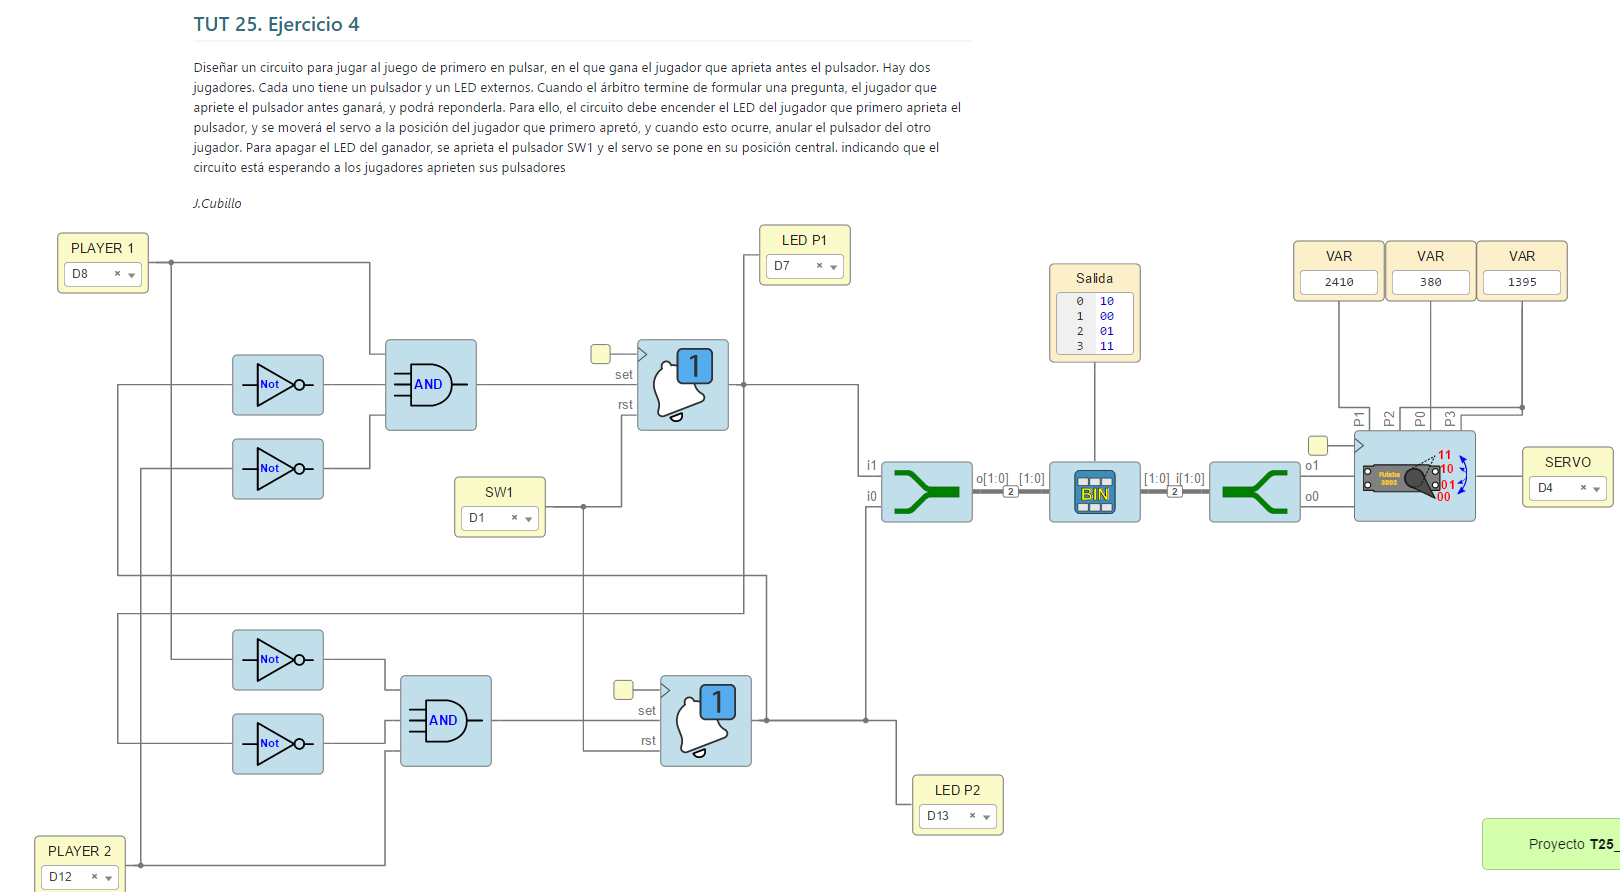 TUT 25. Ejercicio 4
Diseñar un circuito para jugar al juego de primero en pulsar, en el que gana el jugador que aprieta antes el pulsador. Hay dos
jugadores. Cada uno tiene un pulsador y un LED externos. Cuando el árbitro termine de formular una pregunta, el jugador que
apriete el pulsador antes ganará, y podrá reponderla. Para ello, el circuito debe encender el LED del jugador que primero aprieta el
pulsador, y se moverá el servo a la posición del jugador que primero apretó, y cuando esto ocurre, anular el pulsador del otro
jugador. Para apagar el LED del ganador, se aprieta el pulsador SW1 y el servo se pone en su posición central. indicando que el
circuito está esperando a los jugadores aprieten sus pulsadores
J.Cubillo
PLAYER 1
D8
LED P1
D7
VAR
2410
VAR
380
VAR
1395
Salida
0 10
1 00
2 01
3 11
Not
AND
1
set
rst
Not
SW1
D1
i1
i0
o[1:0]
2
i[1:0]
BIN
[1:0]
2
i[1:0]
o1
o0
P1
P2
P0
P3
Futaba
2003
11
10
01
00
SERVO
D4
Not
AND
1
set
rst
Not
LED P2
D13
PLAYER 2
D12
Proyecto T25_